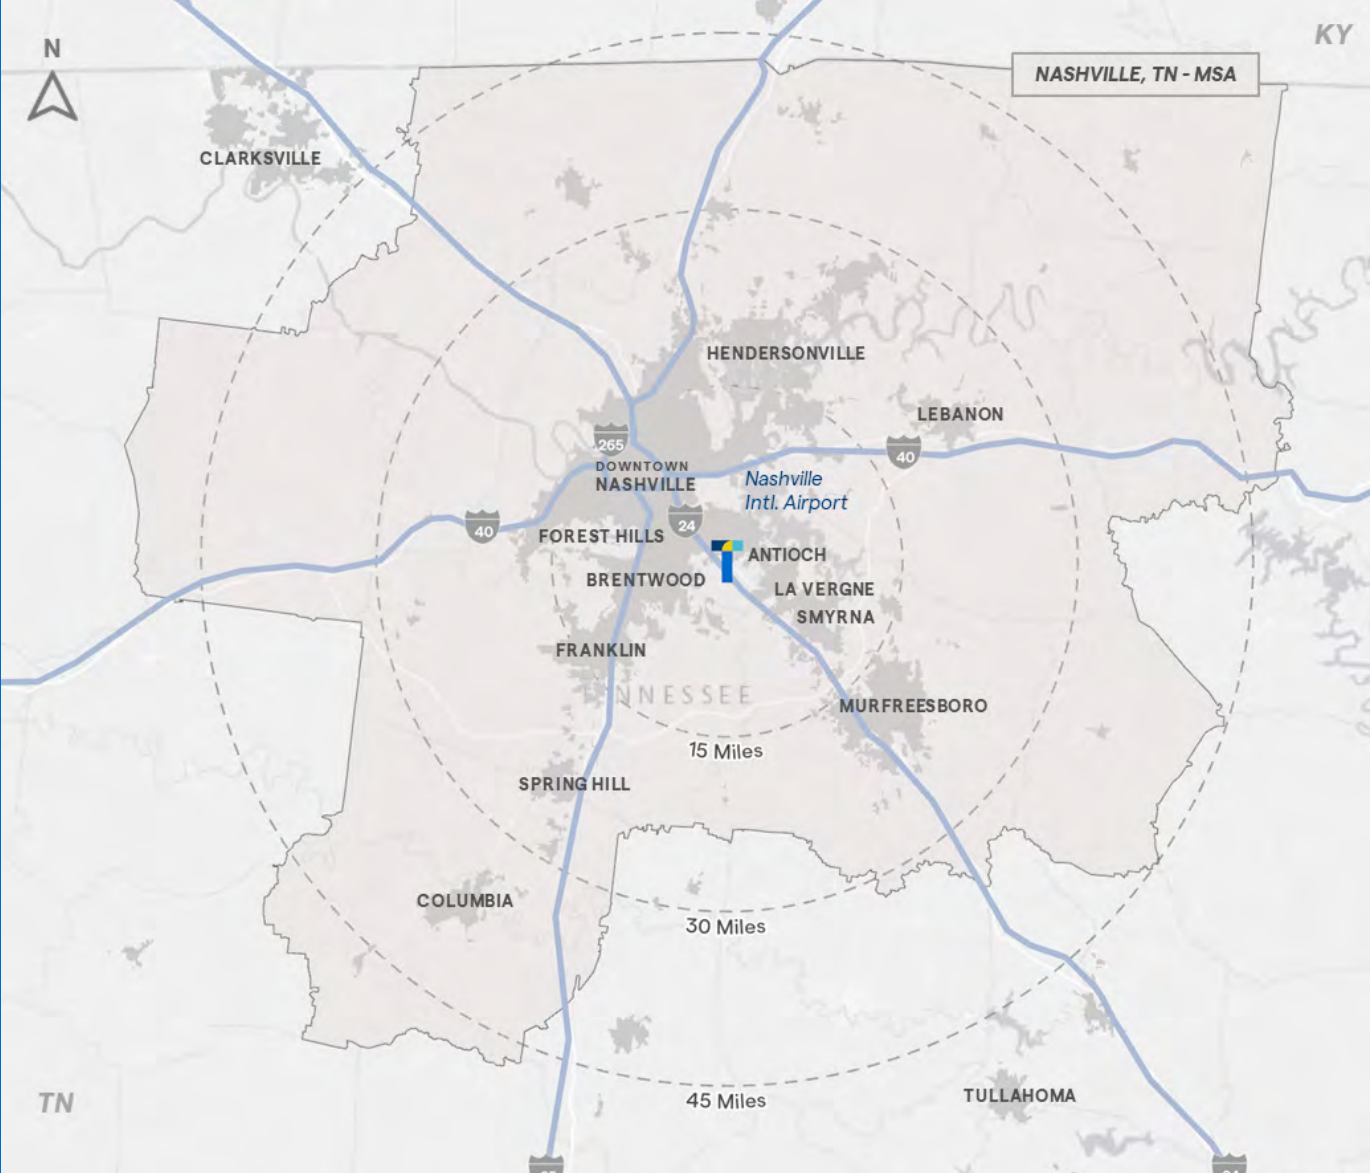 KY
N
NASHVILLE, TN - MSA
CLARKSVILLE
HENDERSONVILLE
LEBANON
265
40
DOWNTOWN
NASHVILLE
Nashville
Intl. Airport
40
24
FOREST HILLS
ANTIOCH
BRENTWOOD
LA VERGNE
SMYRNA
FRANKLIN
NNESSEE
MURFREESBORO
15 Miles
SPRING HILL
COLUMBIA
30 Miles
45 Miles
TULLAHOMA
TN